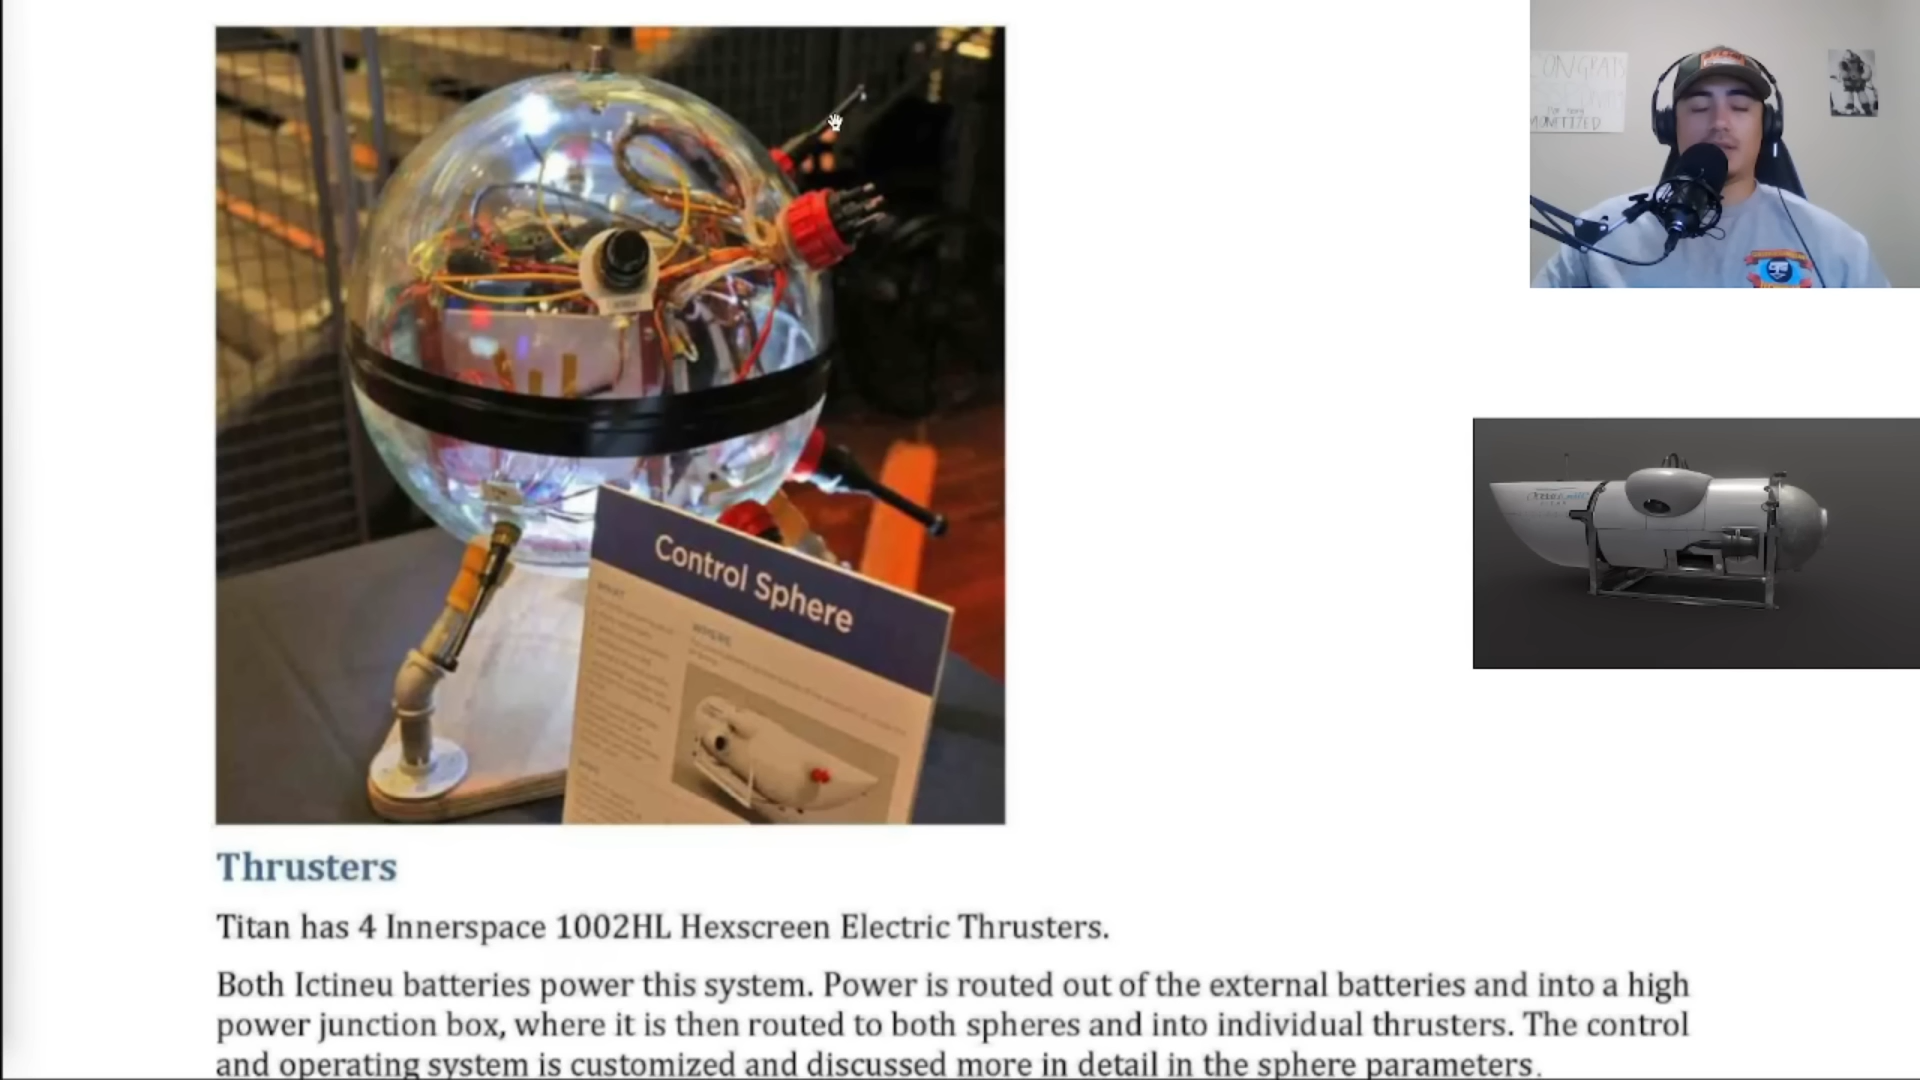 CONGRATS
MONETIZED
Control Sphere
Thrusters
Titan has 4 Innerspace 1002HL Hexscreen Electric Thrusters.
Both Ictineu batteries power this system. Power is routed out of the external batteries and into a high
power junction box, where it is then routed to both spheres and into individual thrusters. The control
and operating system is customized and discussed more in detail in the sphere parameters.